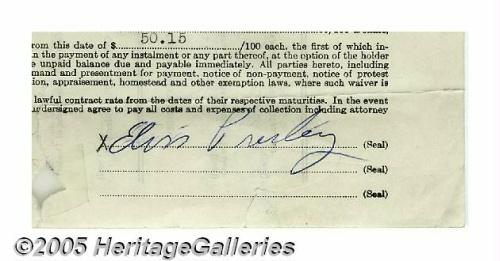 50.15
rom this date of $ /100 each, the first of which in-
n the payment of any instalment or any part thereof, at the option of the holder
e unpaid balance due and payable immediately. All parties hereto, including
mand and presentment for payment, notice of non-payment, notice of protest
ion, appraisement, homestead and other exemption laws, where such waiver is
lawful contract rate from the dates of their respective maturities. In the event
undersigned agree to pay all costs and expenses of collection including attorney
X Elvis Presley (Seal)
(Seal)
(Seal)
©2005 HeritageGalleries